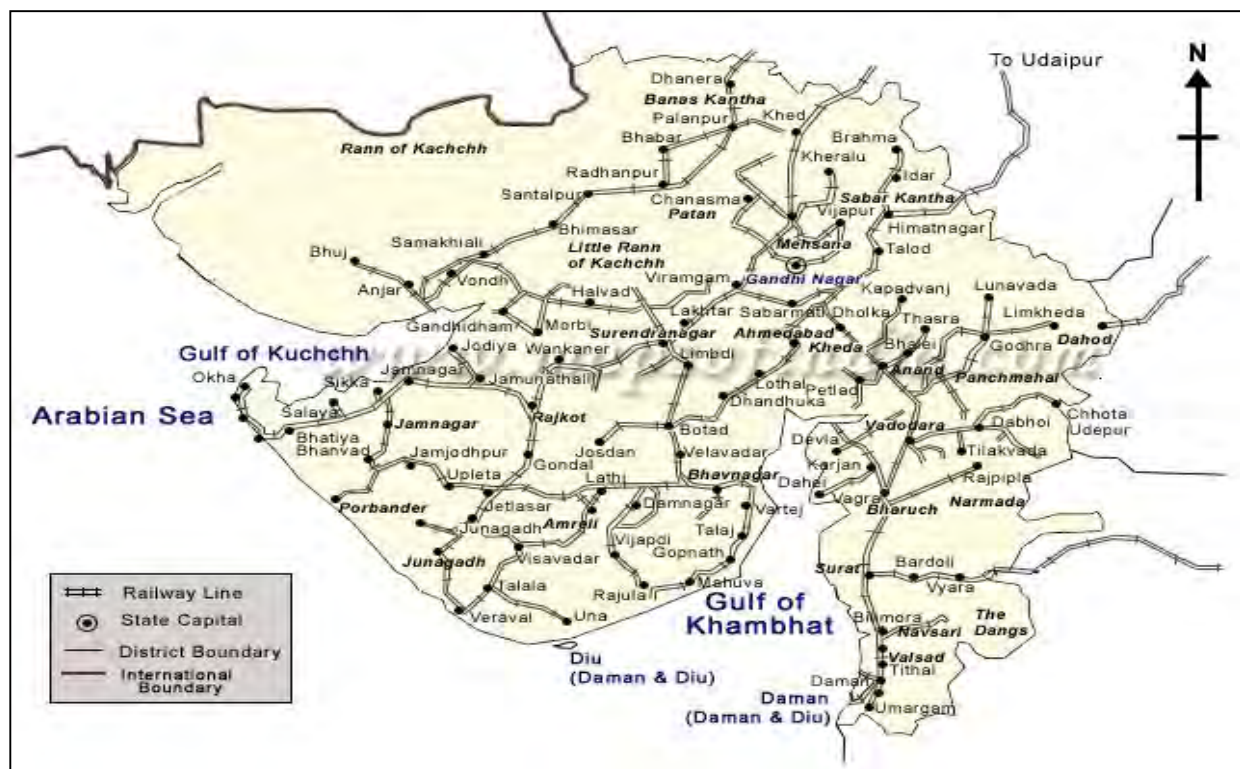 N
To Udaipur
Dhanera
Banas Kantha
Palanpur
Khed
Bhabar
Brahma
Rann of Kachchh
Kheralu
Radhanpur
Idar
Santalpur
Chanasma
Sabar Kantha
Patan
Vijapur
Himatnagar
Bhimasar
Samakhiali
Little Rann
of Kachchh
Mehsana
Talod
Bhuj
Vondh
Viramgam
Gandhi Nagar
Anjar
Halvad
Kapadvanj
Lunavada
Lakhtar
Sabarmati
Dholka
Limkheda
Gandhidham
Morbi
Surendranagar
Ahmedabad
Thasra
Dahod
Jodiya
Wankaner
Limbdi
Kheda
Bhalei
Godhra
Gulf of Kuchchh
Jamnagar
Anand
Panchmahal
Okha
Sikka
Jamunathali
Lothal
Petlad
Arabian Sea
Salaya
Rajkot
Dhandhuka
Chhota
Udepur
Jamnagar
Botad
Vadodara
Dabhoi
Bhatiya
Devla
Bhanvad
Jamjodhpur
Josdan
Velavadar
Tilakvada
Gondal
Karjan
Upleta
Lathi
Bhavnagar
Rajpipla
Dahej
Porbander
Jetlasar
Damnagar
Vartej
Vagra
Narmada
Bharuch
Junagadh
Amreli
Talaj
Junagadh
Visavadar
Vijapdi
Gopnath
Surat
Bardoli
Talala
Vyara
Rajula
Mahuva
Veraval
Una
Gulf of
Khambhat
Bilimora
The
Dangs
Navsari
Valsad
Diu
(Daman & Diu)
Tithal
Daman
Daman
(Daman & Diu)
Umargam
Railway Line
State Capital
District Boundary
International
Boundary